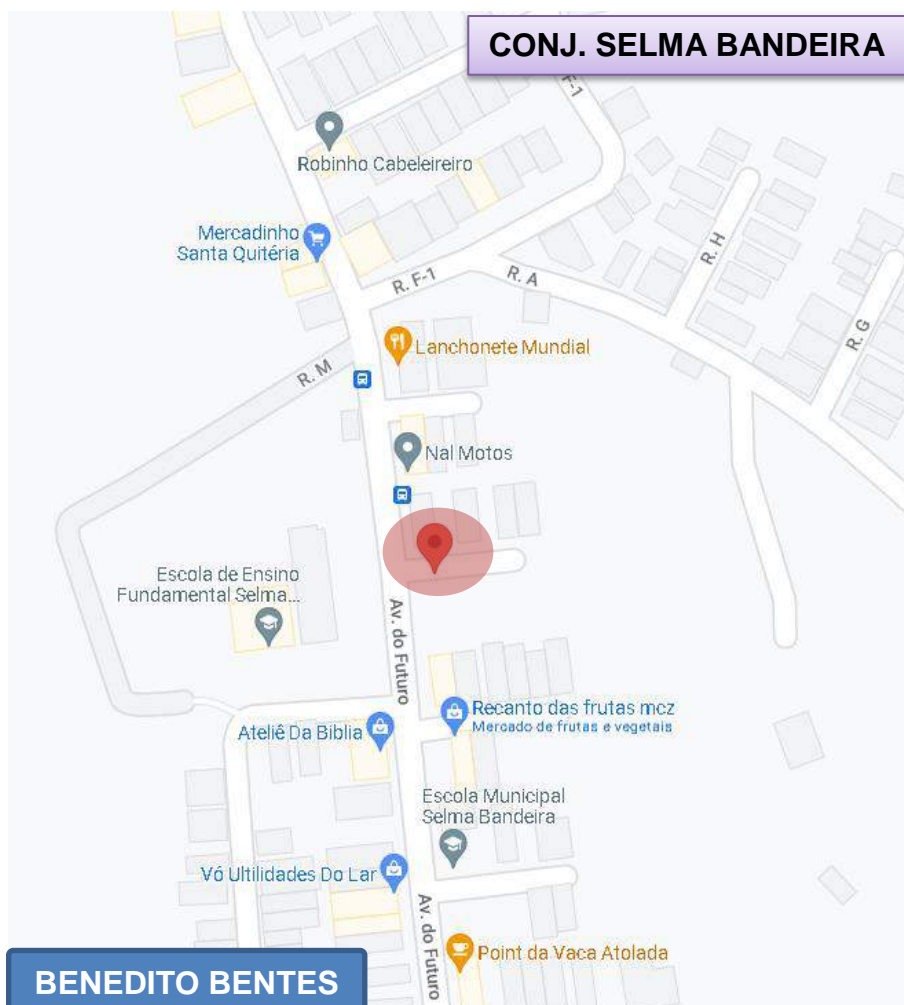 CONJ. SELMA BANDEIRA
F-1
Robinho Cabeleireiro
Mercadinho
Santa Quitéria
R. H
R. F-1
R. A
R. G
Lanchonete Mundial
R. M
Nal Motos
Escola de Ensino
Fundamental Selma...
Av. do Futuro
Recanto das frutas mcz
Mercado de frutas e vegetais
Ateliê Da Biblia
Escola Municipal
Selma Bandeira
Vó Ultilidades Do Lar
Av. do Futuro
Point da Vaca Atolada
BENEDITO BENTES